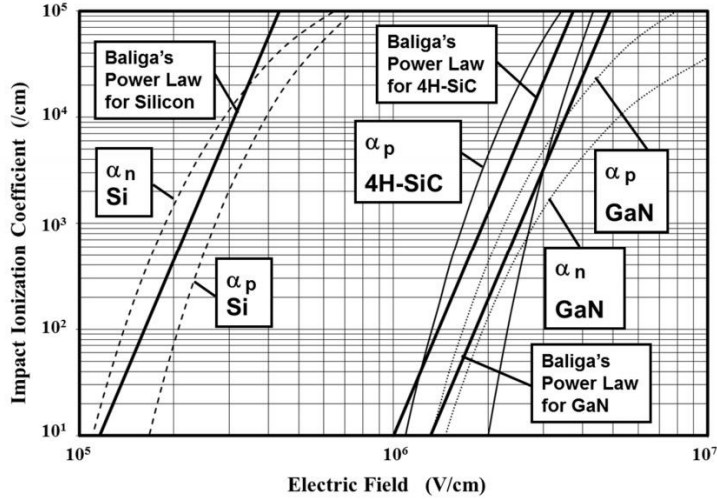 Impact Ionization Coefficient (/cm)
10^5
10^4
10^3
10^2
10^1
Baliga's
Power Law
for Silicon
α n
Si
α p
Si
Baliga's
Power Law
for 4H-SiC
α p
4H-SiC
α p
GaN
α n
GaN
Baliga's
Power Law
for GaN
10^5
10^6
10^7
Electric Field (V/cm)